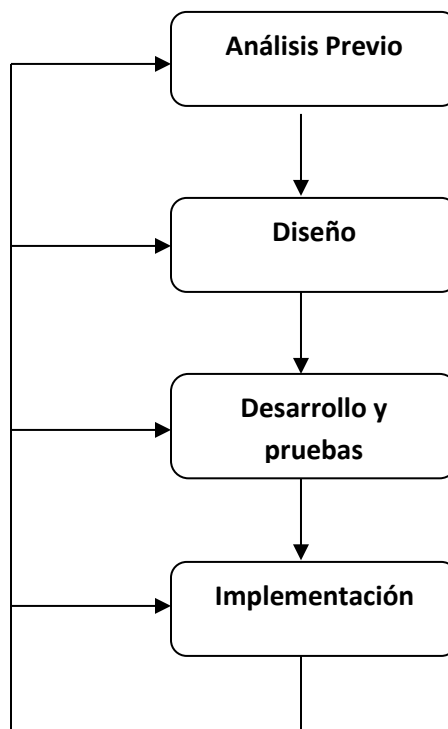 Análisis Previo
Diseño
Desarrollo y
pruebas
Implementación